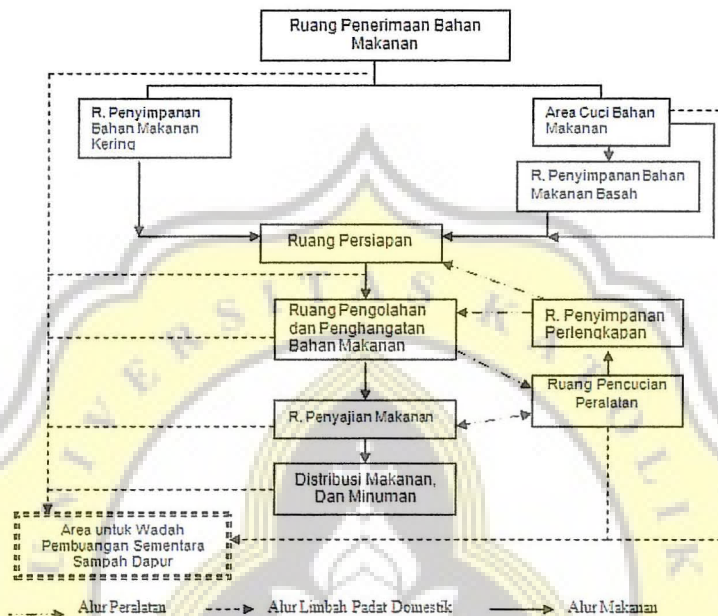 Ruang Penerimaan Bahan
Makanan
R. Penyimpanan
Bahan Makanan
Kering
Area Cuci Bahan
Makanan
R. Penyimpanan Bahan
Makanan Basah
Ruang Persiapan
Ruang Pengolahan
dan Penghangatan
Bahan Makanan
R. Penyimpanan
Perlengkapan
Ruang Pencucian
Peralatan
R. Penyajian Makanan
Distribusi Makanan,
Dan Minuman
Area untuk Wadah
Pembuangan Sementara
Sampah Dapur
Alur Peralatan
Alur Limbah Padat Domestik
Alur Makanan
UNIVERSITAS KATOLIK